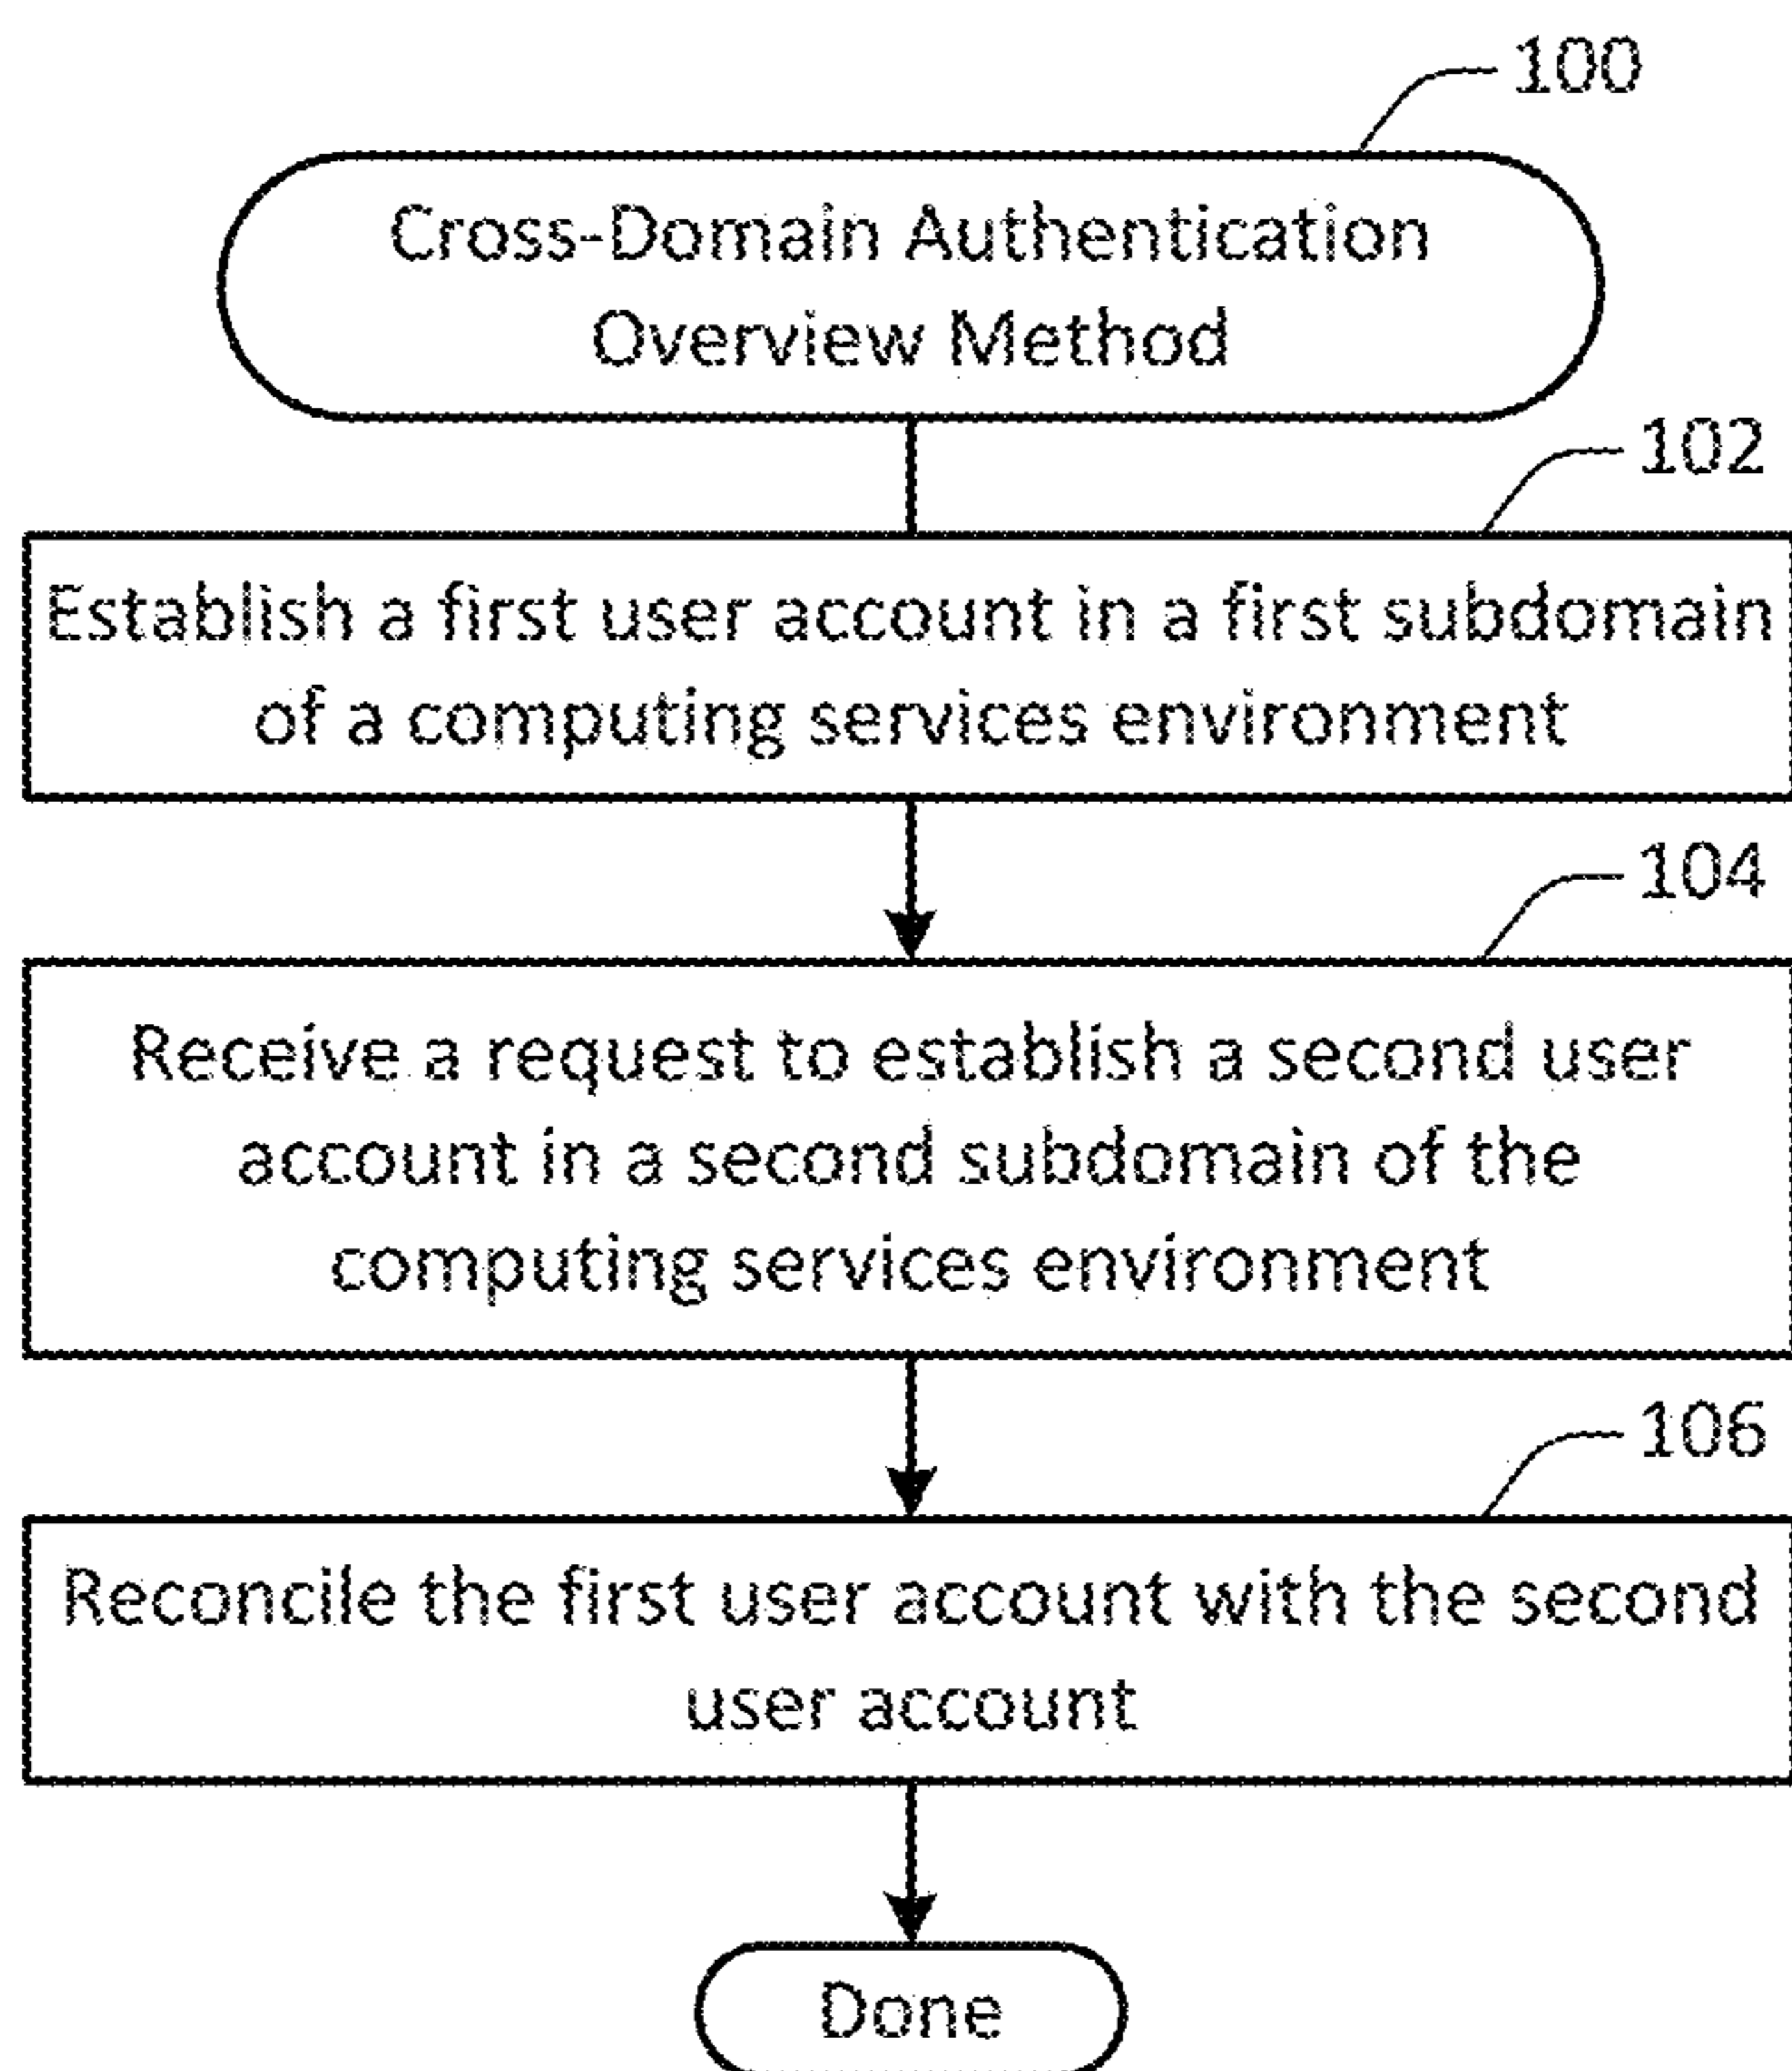 100
Cross-Domain Authentication
Overview Method
102
Establish a first user account in a first subdomain
of a computing services environment
104
Receive a request to establish a second user
account in a second subdomain of the
computing services environment
106
Reconcile the first user account with the second
user account
Done